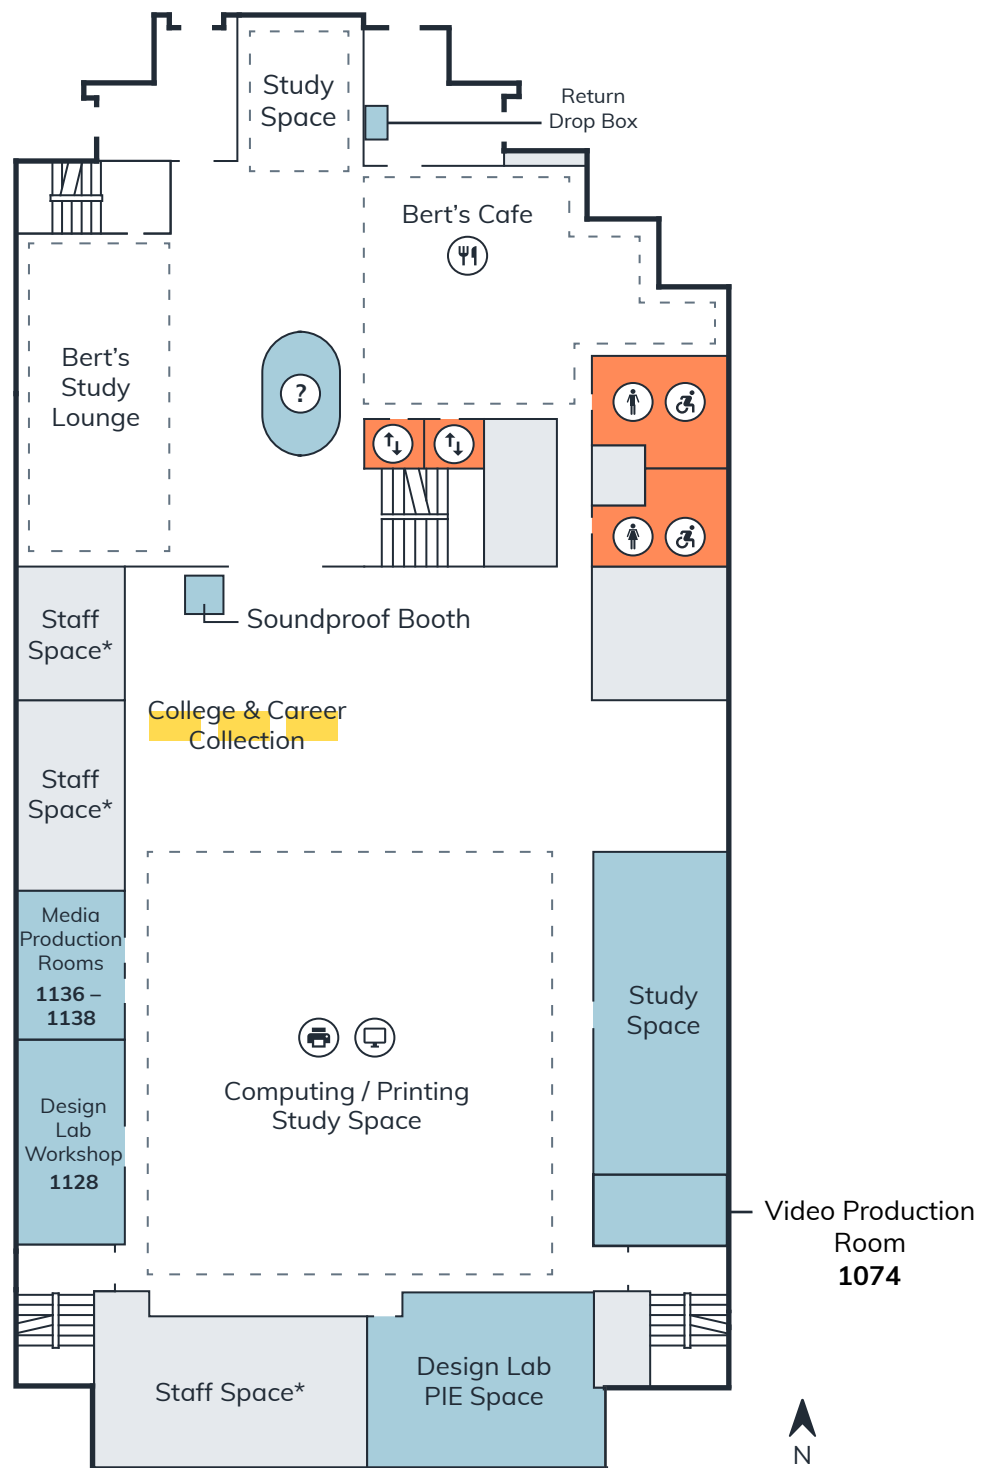 Study
Space
Return
Drop Box
Bert's Cafe
Bert's
Study
Lounge
?
Staff
Space*
Soundproof Booth
College & Career
Collection
Staff
Space*
Media
Production
Rooms
1136 –
1138
Study
Space
Computing / Printing
Study Space
Design
Lab
Workshop
1128
Video Production
Room
1074
Design Lab
PIE Space
Staff Space*
N